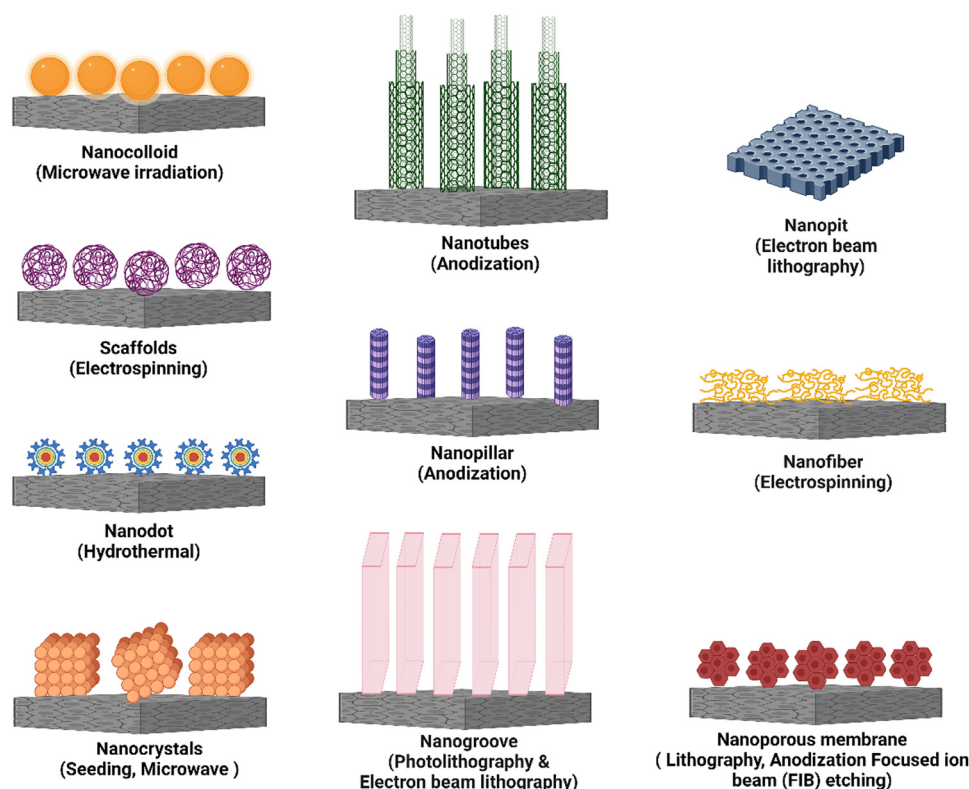 Nanocolloid
(Microwave irradiation)
Scaffolds
(Electrospinning)
Nanodot
(Hydrothermal)
Nanocrystals
(Seeding, Microwave )
Nanotubes
(Anodization)
Nanopillar
(Anodization)
Nanogroove
(Photolithography &
Electron beam lithography)
Nanopit
(Electron beam
lithography)
Nanofiber
(Electrospinning)
Nanoporous membrane
( Lithography, Anodization Focused ion
beam (FIB) etching)